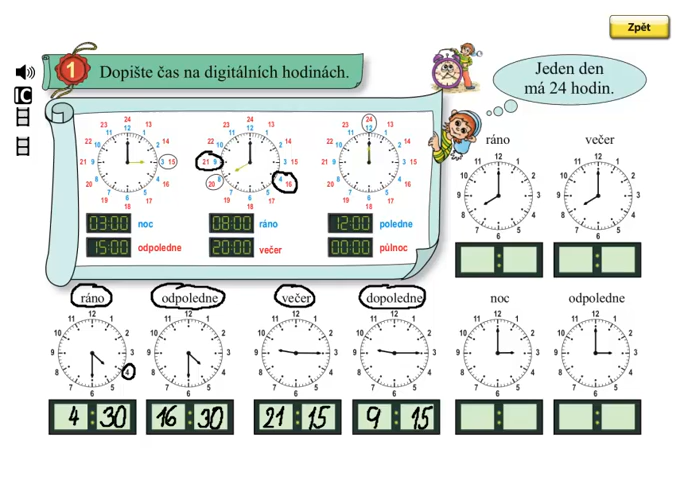 Zpět
1 Dopište čas na digitálních hodinách.
Jeden den
má 24 hodin.
03:00 noc 08:00 ráno 12:00 poledne
15:00 odpoledne 20:00 večer 00:00 půlnoc
ráno večer
ráno odpoledne večer dopoledne noc odpoledne
4:30 16:30 21:15 9:15